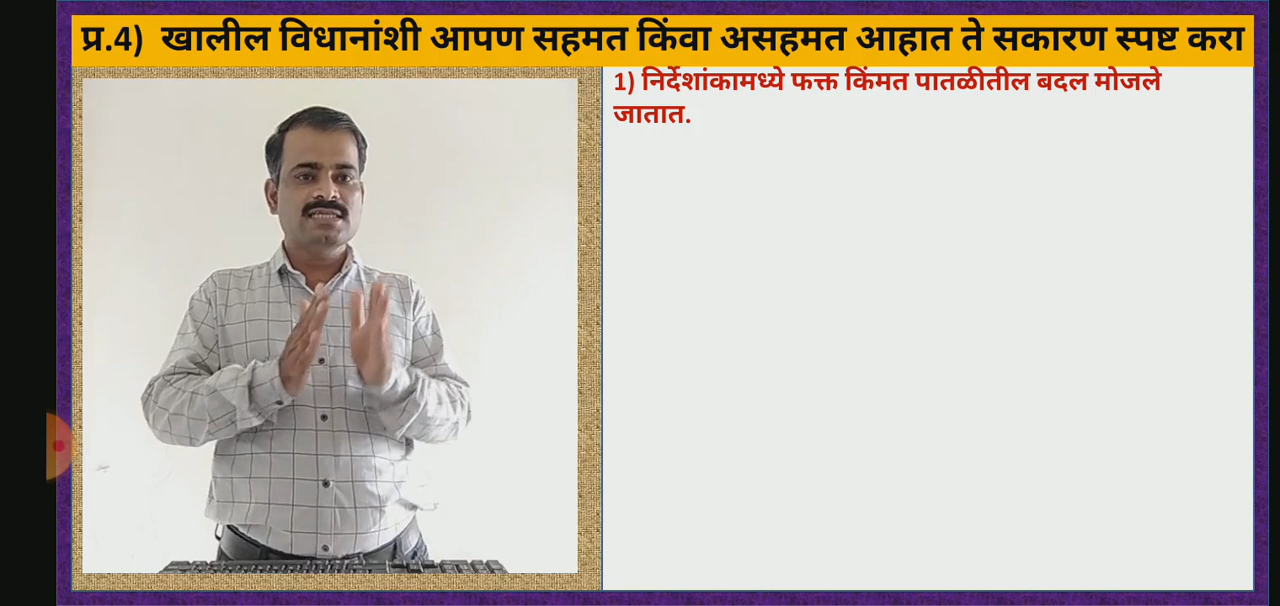 प्र.4) खालील विधानांशी आपण सहमत किंवा असहमत आहात ते सकारण स्पष्ट करा
1) निर्देशांकामध्ये फक्त किंमत पातळीतील बदल मोजले
जातात.